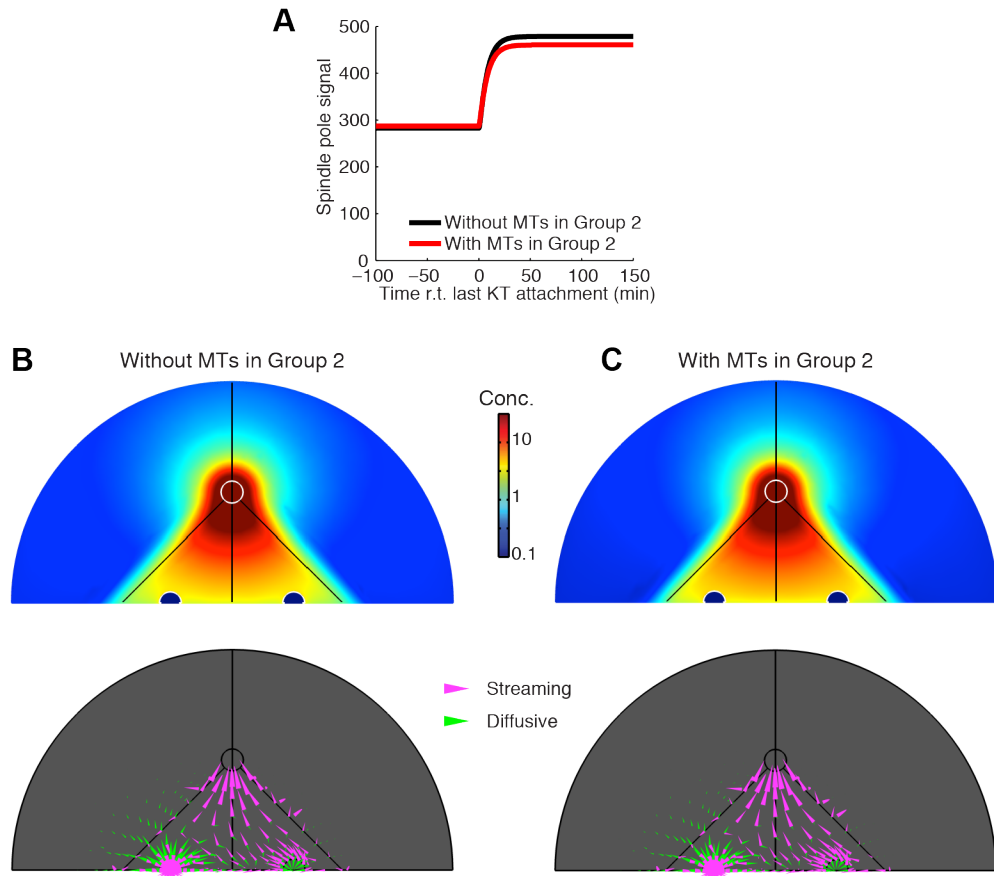 A
500
400
300
200
100
0
Spindle pole signal
Without MTs in Group 2
With MTs in Group 2
−100 −50 0 50 100 150
Time r.t. last KT attachment (min)
B
Without MTs in Group 2
C
With MTs in Group 2
Conc.
10
1
0.1
Streaming
Diffusive